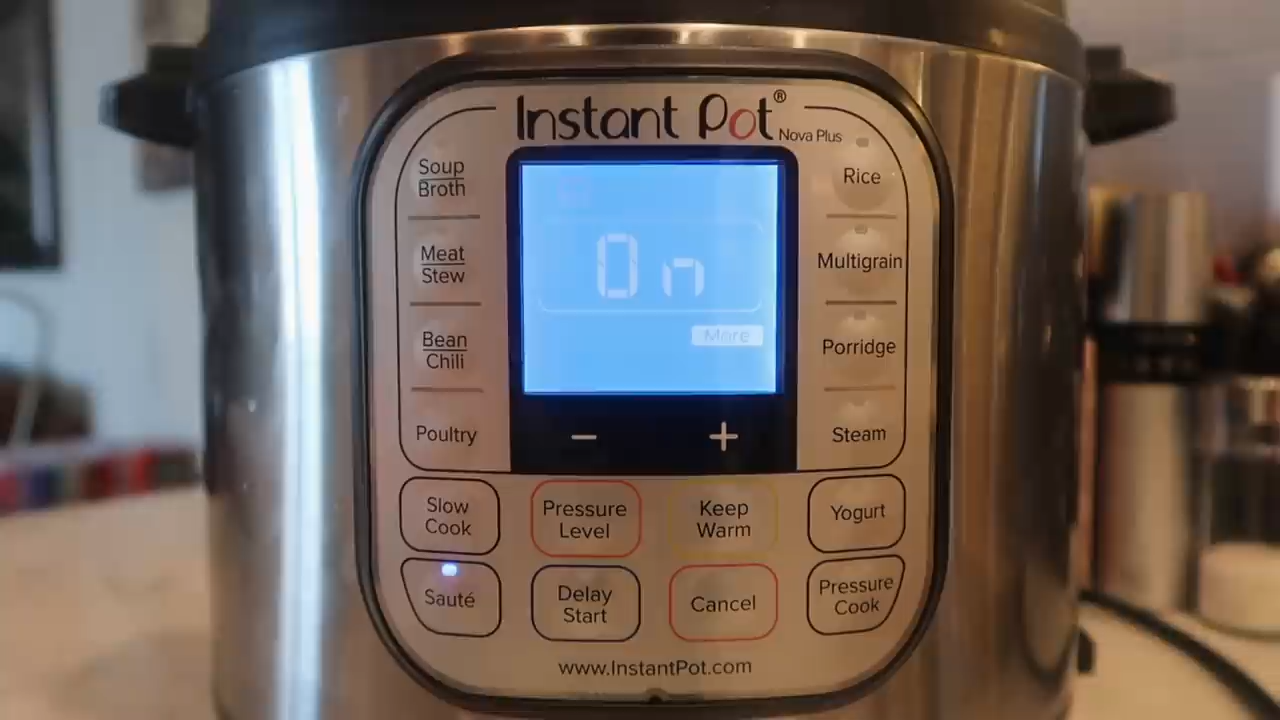 Instant Pot®
Nova Plus
Soup
Broth
Meat
Stew
Bean
Chili
Poultry
On
More
− +
Rice
Multigrain
Porridge
Steam
Slow
Cook
Pressure
Level
Keep
Warm
Yogurt
Sauté
Delay
Start
Cancel
Pressure
Cook
www.InstantPot.com